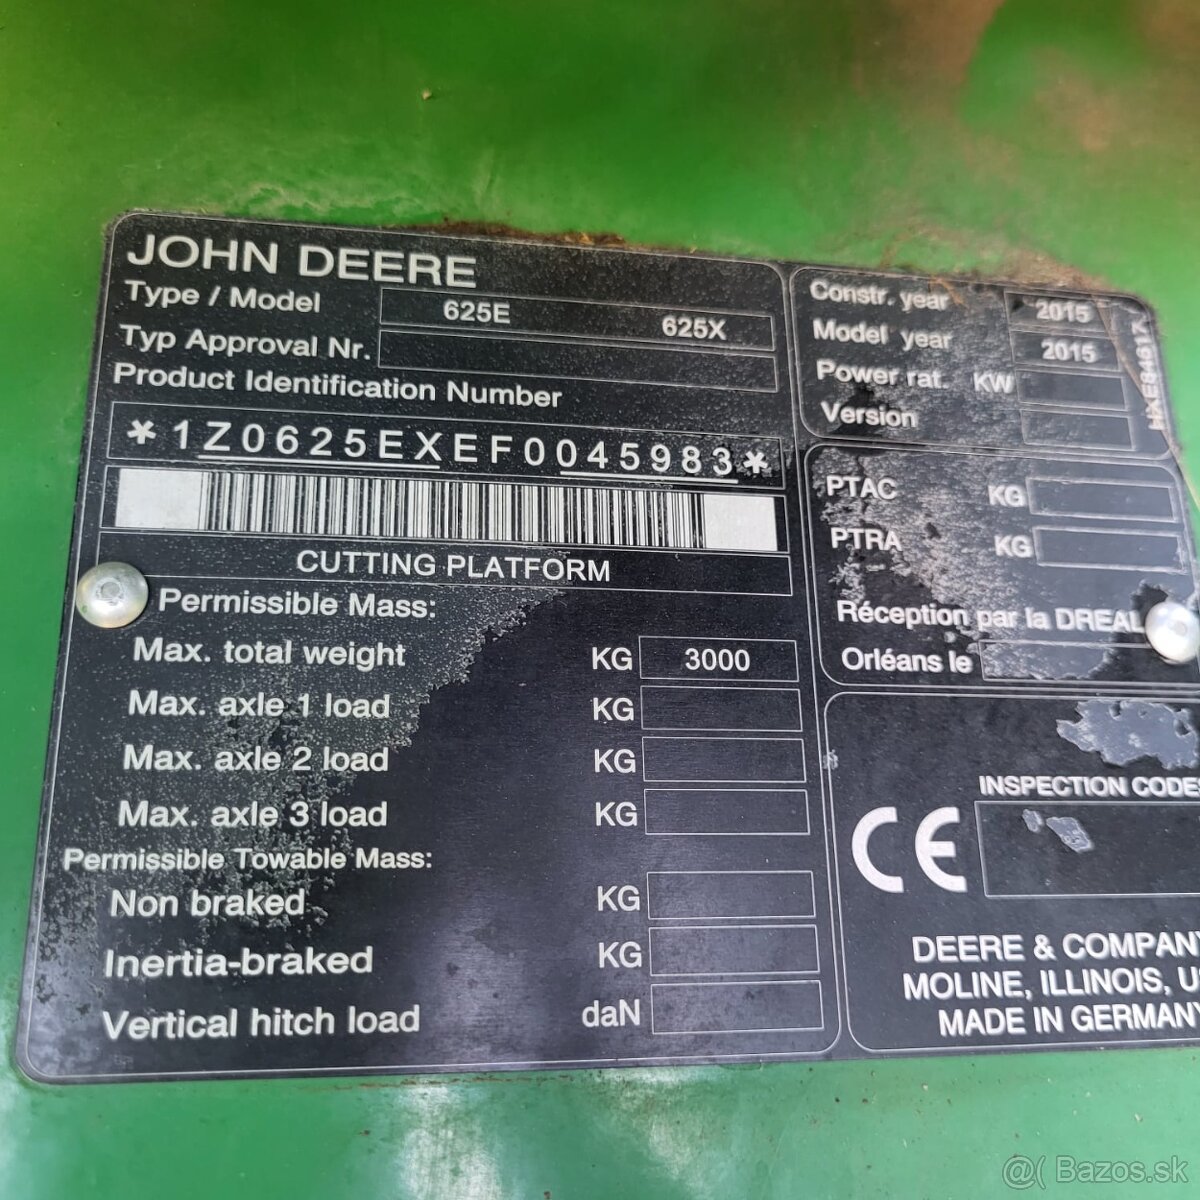 JOHN DEERE
Type / Model 625E 625X
Typ Approval Nr.
Product Identification Number
*1Z0625EXEF0045983*
CUTTING PLATFORM
Permissible Mass:
Max. total weight KG 3000
Max. axle 1 load KG
Max. axle 2 load KG
Max. axle 3 load KG
Permissible Towable Mass:
Non braked KG
Inertia-braked KG
Vertical hitch load daN
Constr. year 2015
Model year 2015
Power rat. KW
Version
PTAC KG
PTRA KG
Réception par la DREAL
Orléans le
INSPECTION CODE
CE
DEERE & COMPANY
MOLINE, ILLINOIS, U
MADE IN GERMANY
@( Bazos.sk